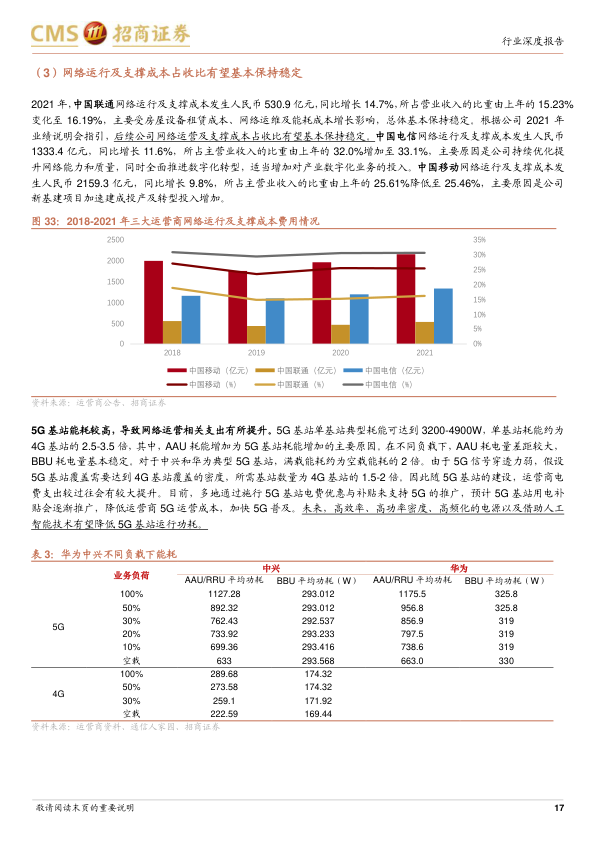 CMS 招商证券
行业深度报告
（3）网络运行及支撑成本占收比有望基本保持稳定
2021 年,中国联通网络运行及支撑成本发生人民币 530.9 亿元,同比增长 14.7%,所占营业收入的比重由上年的 15.23%
变化至 16.19%，主要受房屋设备租赁成本、网络运维及能耗成本增长影响，总体基本保持稳定。根据公司 2021 年
业绩说明会指引，后续公司网络运营及支撑成本占收比有望基本保持稳定。中国电信网络运行及支撑成本发生人民币
1333.4 亿元，同比增长 11.6%，所占主营业收入的比重由上年的 32.0%增加至 33.1%，主要原因是公司持续优化提
升网络能力和质量，同时全面推进数字化转型，适当增加对产业数字化业务的投入。中国移动网络运行及支撑成本发
生人民币 2159.3 亿元，同比增长 9.8%，所占主营业收入的比重由上年的 25.61%降低至 25.46%，主要原因是公司
新基建项目加速建成投产及转型投入增加。
图 33：2018-2021 年三大运营商网络运行及支撑成本费用情况
2500 35%
30%
2000
25%
1500 20%
15%
1000
10%
500
5%
0 0%
2018 2019 2020 2021
中国移动（亿元） 中国联通（亿元） 中国电信（亿元）
中国移动（%） 中国联通（%） 中国电信（%）
资料来源：运营商公告、招商证券
5G 基站能耗较高，导致网络运营相关支出有所提升。5G 基站单基站典型耗能可达到 3200-4900W，单基站耗能约为
4G 基站的 2.5-3.5 倍，其中，AAU 耗能增加为 5G 基站耗能增加的主要原因。在不同负载下，AAU 耗电量差距较大，
BBU 耗电量基本稳定。对于中兴和华为典型 5G 基站，满载能耗约为空载能耗的 2 倍。由于 5G 信号穿透力弱，假设
5G 基站覆盖需要达到 4G 基站覆盖的密度，所需基站数量为 4G 基站的 1.5-2 倍。因此随 5G 基站的建设，运营商电
费支出较过往会有较大提升。目前，多地通过施行 5G 基站电费优惠与补贴来支持 5G 的推广，预计 5G 基站用电补
贴会逐渐推广，降低运营商 5G 运营成本，加快 5G 普及。未来，高效率、高功率密度、高频化的电源以及借助人工
智能技术有望降低 5G 基站运行功耗。
表 3：华为中兴不同负载下能耗
业务负荷 中兴 华为
AAU/RRU 平均功耗 BBU 平均功耗（W） AAU/RRU 平均功耗 BBU 平均功耗（W）
5G 100% 1127.28 293.012 1175.5 325.8
50% 892.32 293.012 956.8 325.8
30% 762.43 292.537 856.9 319
20% 733.92 293.233 797.5 319
10% 699.36 293.416 738.6 319
空载 633 293.568 663.0 330
4G 100% 289.68 174.32
50% 273.58 174.32
30% 259.1 171.92
空载 222.59 169.44
资料来源：运营商资料，通信人家园，招商证券
敬请阅读末页的重要说明 17